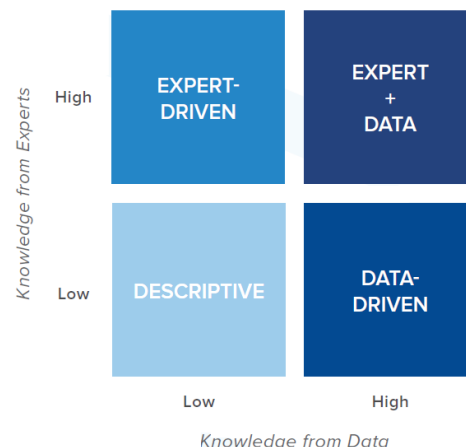 Knowledge from Experts
High
EXPERT-
DRIVEN
EXPERT
+
DATA
Low
DESCRIPTIVE
DATA-
DRIVEN
Low
High
Knowledge from Data